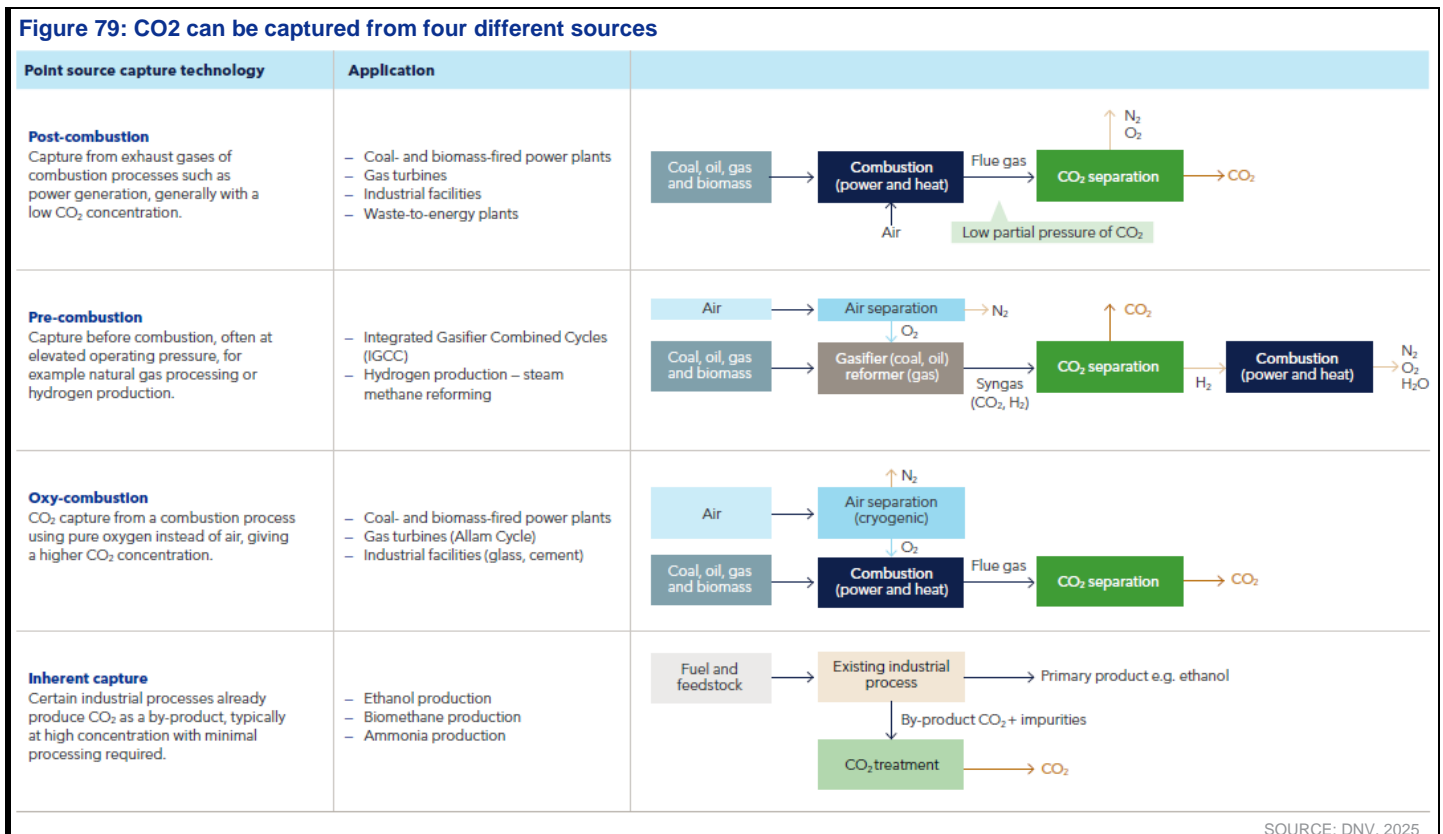 Figure 79: CO2 can be captured from four different sources
Point source capture technology
Application
Post-combustion
Capture from exhaust gases of
combustion processes such as
power generation, generally with a
low CO₂ concentration.
– Coal- and biomass-fired power plants
– Gas turbines
– Industrial facilities
– Waste-to-energy plants
Coal, oil, gas
and biomass
Combustion
(power and heat)
Air
Flue gas
Low partial pressure of CO₂
CO₂ separation
N₂
O₂
CO₂
Pre-combustion
Capture before combustion, often at
elevated operating pressure, for
example natural gas processing or
hydrogen production.
– Integrated Gasifier Combined Cycles
(IGCC)
– Hydrogen production – steam
methane reforming
Air
Air separation
N₂
O₂
Coal, oil, gas
and biomass
Gasifier (coal, oil)
reformer (gas)
Syngas
(CO₂, H₂)
CO₂ separation
CO₂
H₂
Combustion
(power and heat)
N₂
O₂
H₂O
Oxy-combustion
CO₂ capture from a combustion process
using pure oxygen instead of air, giving
a higher CO₂ concentration.
– Coal- and biomass-fired power plants
– Gas turbines (Allam Cycle)
– Industrial facilities (glass, cement)
N₂
Air
Air separation
(cryogenic)
O₂
Coal, oil, gas
and biomass
Combustion
(power and heat)
Flue gas
CO₂ separation
CO₂
Inherent capture
Certain industrial processes already
produce CO₂ as a by-product, typically
at high concentration with minimal
processing required.
– Ethanol production
– Biomethane production
– Ammonia production
Fuel and
feedstock
Existing industrial
process
Primary product e.g. ethanol
By-product CO₂ + impurities
CO₂ treatment
CO₂
SOURCE: DNV, 2025